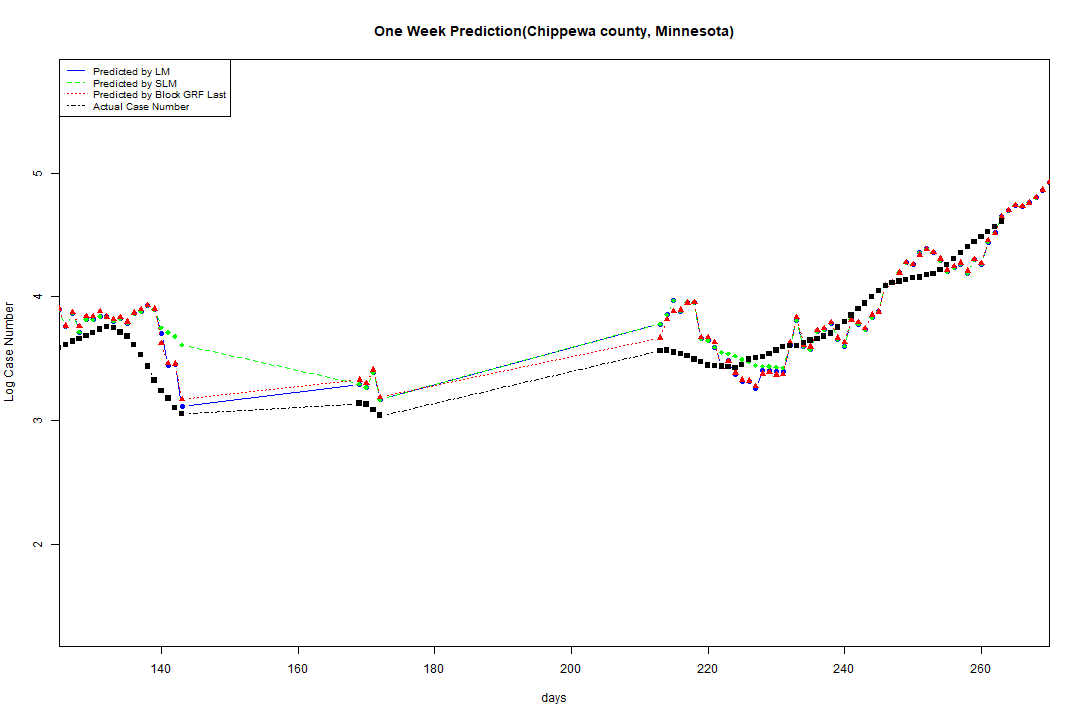 One Week Prediction(Chippewa county, Minnesota)
Predicted by LM
Predicted by SLM
Predicted by Block GRF Last
Actual Case Number
5
4
3
2
Log Case Number
140 160 180 200 220 240 260
days